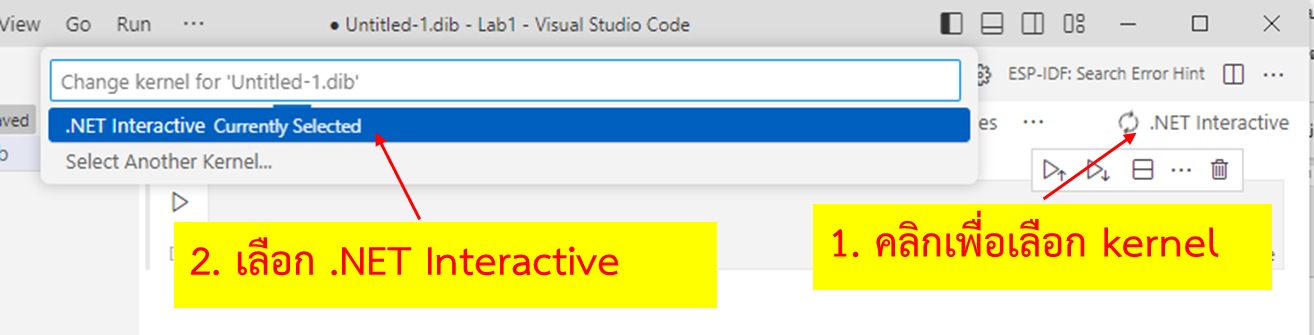 View Go Run ··· ● Untitled-1.dib - Lab1 - Visual Studio Code
Change kernel for 'Untitled-1.dib'
ESP-IDF: Search Error Hint ···
.NET Interactive Currently Selected
··· .NET Interactive
Select Another Kernel...
1. คลิกเพื่อเลือก kernel
2. เลือก .NET Interactive